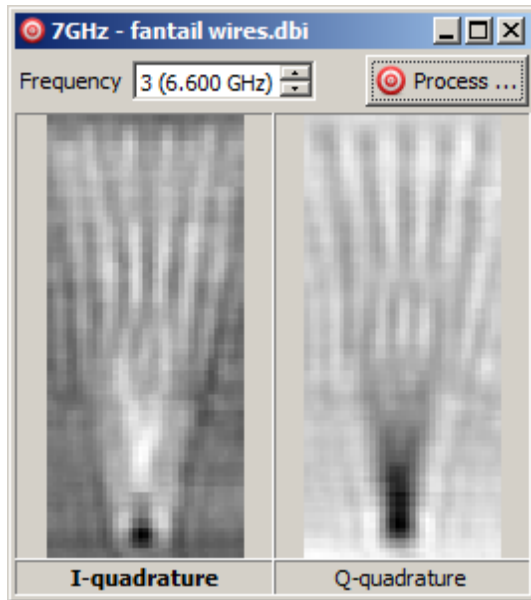 7GHz - fantail wires.dbi
Frequency 3 (6.600 GHz) Process ...
I-quadrature Q-quadrature